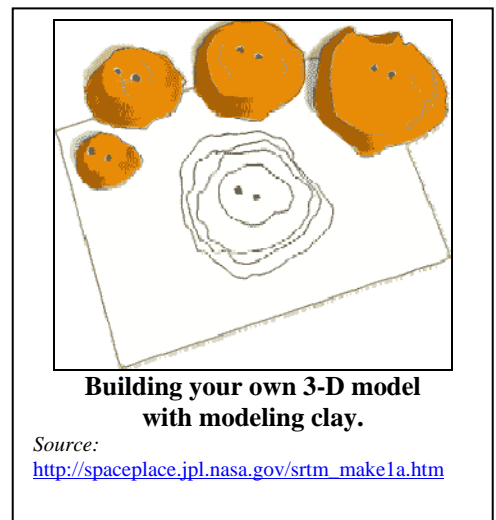 Building your own 3-D model
with modeling clay.
Source:
http://spaceplace.jpl.nasa.gov/srtm_make1a.htm